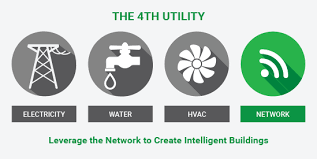 THE 4TH UTILITY
ELECTRICITY
WATER
HVAC
NETWORK
Leverage the Network to Create Intelligent Buildings